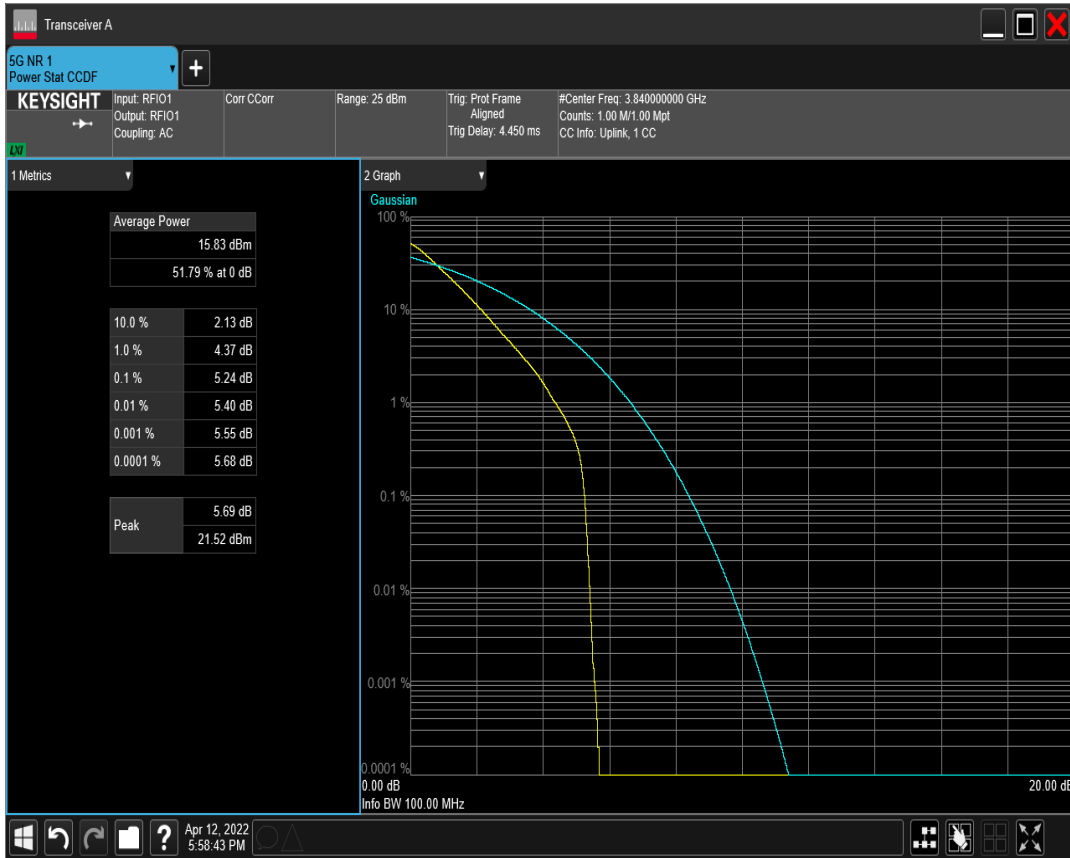 Transceiver A
5G NR 1
Power Stat CCDF
+
KEYSIGHT
LXI
Input: RFIO1
Output: RFIO1
Coupling: AC
Corr CCorr
Range: 25 dBm
Trig: Prot Frame
Aligned
Trig Delay: 4.450 ms
#Center Freq: 3.840000000 GHz
Counts: 1.00 M/1.00 Mpt
CC Info: Uplink, 1 CC
1 Metrics
Average Power
15.83 dBm
51.79 % at 0 dB
10.0 % 2.13 dB
1.0 % 4.37 dB
0.1 % 5.24 dB
0.01 % 5.40 dB
0.001 % 5.55 dB
0.0001 % 5.68 dB
Peak
5.69 dB
21.52 dBm
2 Graph
Gaussian
100 %
10 %
1 %
0.1 %
0.01 %
0.001 %
0.0001 %
0.00 dB
20.00 dB
Info BW 100.00 MHz
?
Apr 12, 2022
5:58:43 PM